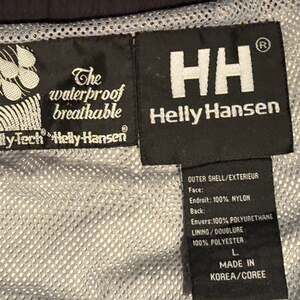 The
waterproof
breathable
lly-Tech® Helly-Hansen®
HH®
Helly Hansen
OUTER SHELL/EXTERIEUR
Face:
Endroit: 100% NYLON
Back:
Envers: 100% POLYURETHANE
LINING/DOUBLURE
100% POLYESTER
L
MADE IN
KOREA/COREE